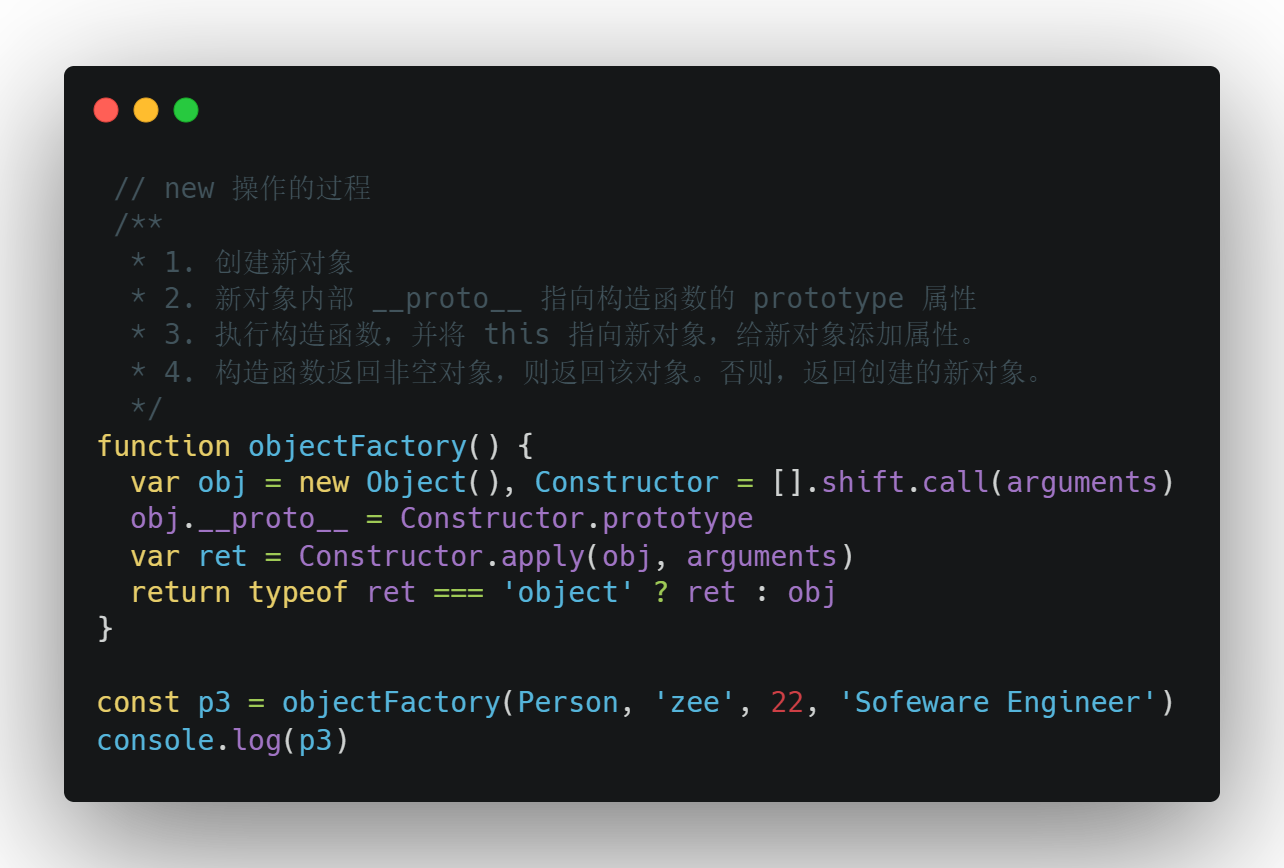 // new 操作的过程
/**
* 1. 创建新对象
* 2. 新对象内部 __proto__ 指向构造函数的 prototype 属性
* 3. 执行构造函数，并将 this 指向新对象，给新对象添加属性。
* 4. 构造函数返回非空对象，则返回该对象。否则，返回创建的新对象。
*/
function objectFactory() {
var obj = new Object(), Constructor = [].shift.call(arguments)
obj.__proto__ = Constructor.prototype
var ret = Constructor.apply(obj, arguments)
return typeof ret === 'object' ? ret : obj
}
const p3 = objectFactory(Person, 'zee', 22, 'Sofeware Engineer')
console.log(p3)